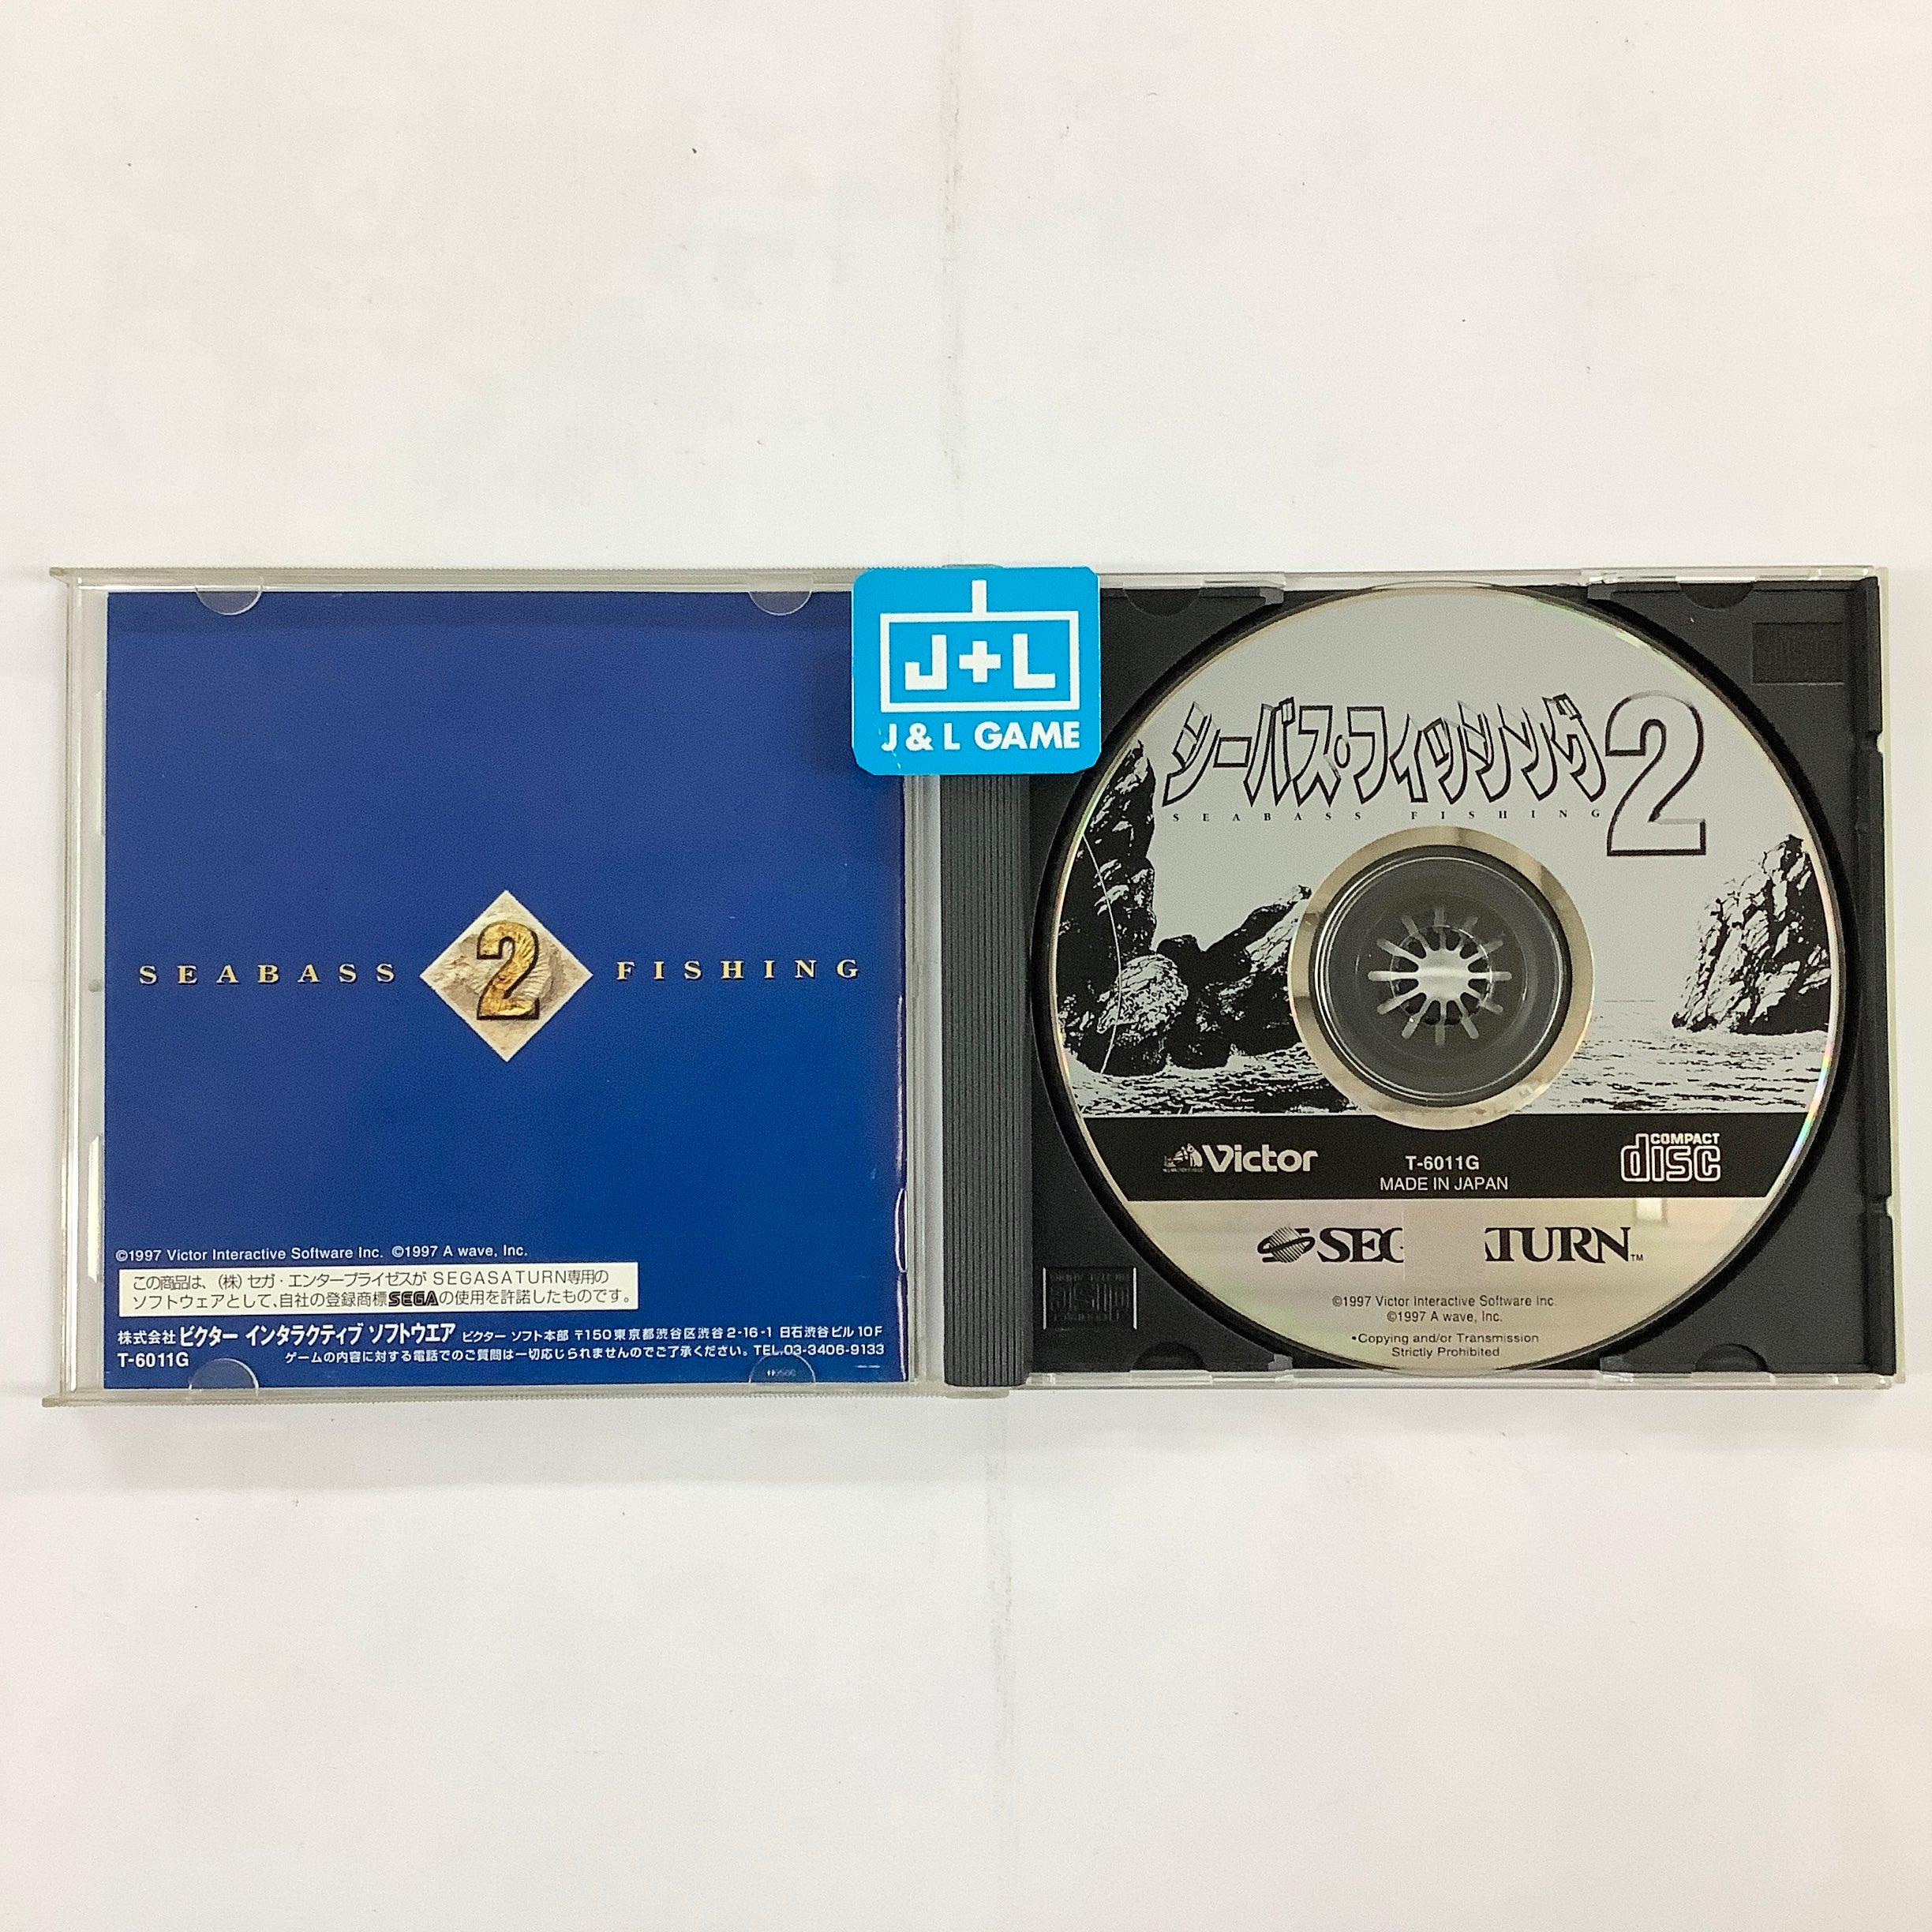 J+L
J & L GAME
SEABASS 2 FISHING
©1997 Victor Interactive Software Inc. ©1997 A wave, Inc.
この商品は、(株)セガ・エンタープライゼスが SEGASATURN専用の
ソフトウェアとして、自社の登録商標SEGAの使用を許諾したものです。
株式会社 ビクター インタラクティブ ソフトウエア ビクター ソフト本部 〒150 東京都渋谷区渋谷 2-16-1 日石渋谷ビル 10F
T-6011G ゲームの内容に対する電話でのご質問は一切応じられませんのでご了承ください。TEL.03-3406-9133
シーバス・フィッシング2
SEABASS FISHING
Victor
T-6011G
MADE IN JAPAN
COMPACT
disc
SEG TURN™
©1997 Victor Interactive Software Inc.
©1997 A wave, Inc.
•Copying and/or Transmission
Strictly Prohibited